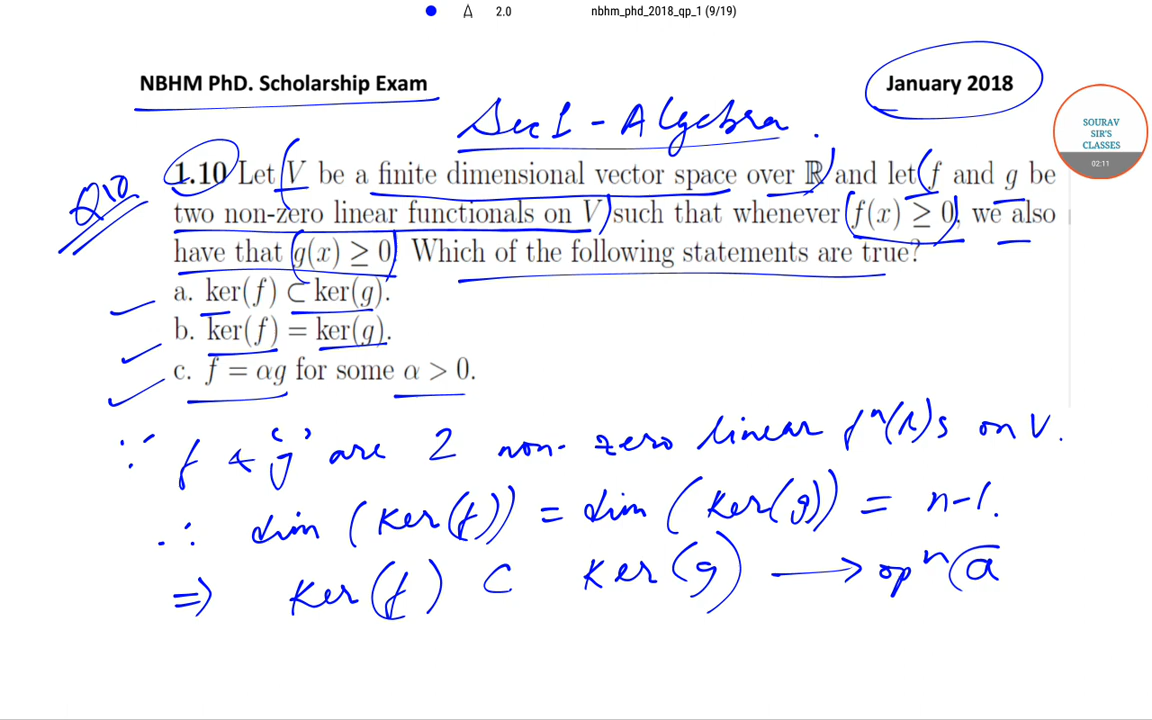 2.0 nbhm_phd_2018_qp_1 (9/19)
NBHM PhD. Scholarship Exam January 2018
Sec 1 - Algebra.
SOURAV
SIR'S
CLASSES
02:11
Q10
1.10 Let V be a finite dimensional vector space over ℝ and let f and g be
two non-zero linear functionals on V such that whenever f(x) ≥ 0, we also
have that g(x) ≥ 0. Which of the following statements are true?
a. ker(f) ⊂ ker(g).
b. ker(f) = ker(g).
c. f = αg for some α > 0.
∵ f & 'g' are 2 non-zero linear fⁿ(l)s on V.
∴ dim (Ker(f)) = dim (Ker(g)) = n-1.
⇒ Ker(f) ⊂ Ker(g) → opⁿ (a